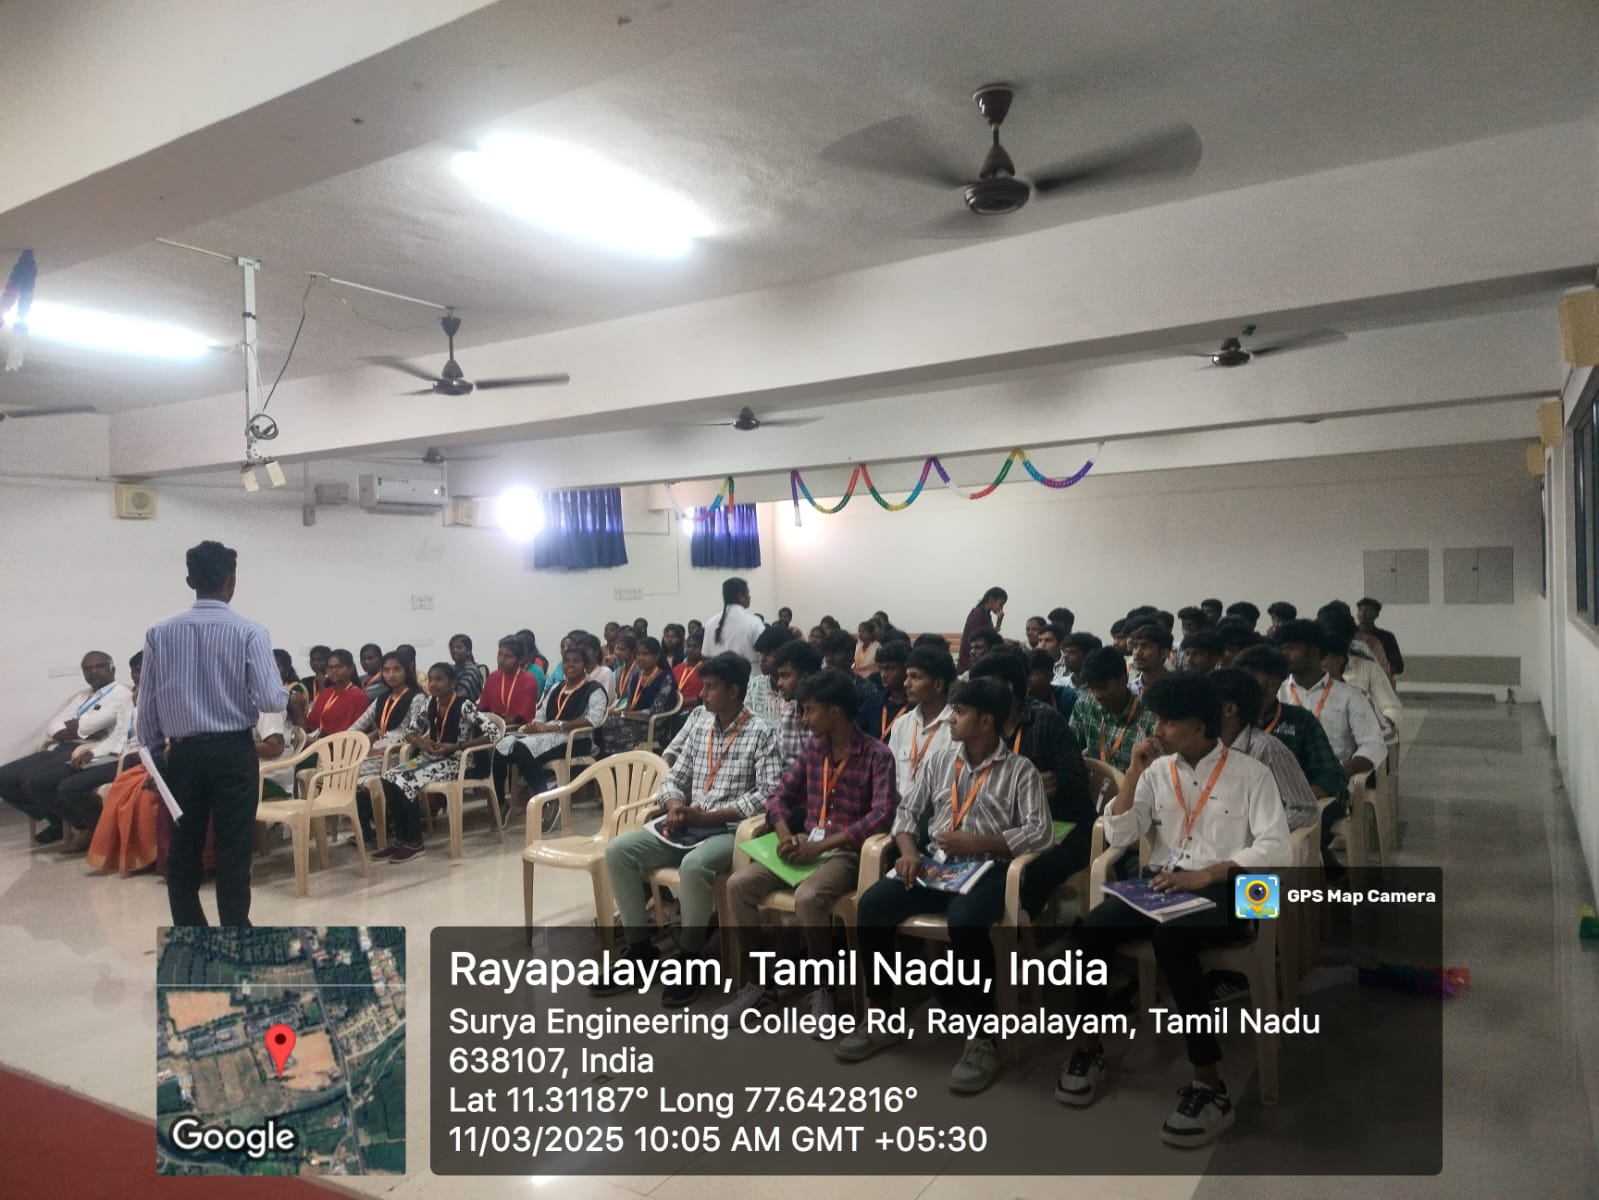 GPS Map Camera
Rayapalayam, Tamil Nadu, India
Surya Engineering College Rd, Rayapalayam, Tamil Nadu
638107, India
Lat 11.31187° Long 77.642816°
11/03/2025 10:05 AM GMT +05:30
Google